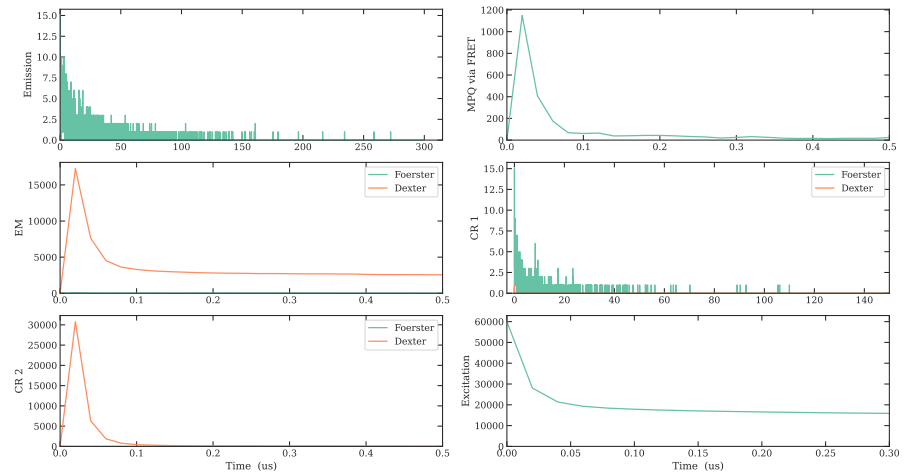 Emission
15.0
12.5
10.0
7.5
5.0
2.5
0.0
0 50 100 150 200 250 300
MPQ via FRET
1200
1000
800
600
400
200
0
0.0 0.1 0.2 0.3 0.4 0.5
EM
15000
10000
5000
0
0.0 0.1 0.2 0.3 0.4 0.5
Foerster
Dexter
CR 1
15.0
12.5
10.0
7.5
5.0
2.5
0.0
0 20 40 60 80 100 120 140
Foerster
Dexter
CR 2
30000
25000
20000
15000
10000
5000
0
0.0 0.1 0.2 0.3 0.4 0.5
Time (us)
Foerster
Dexter
Excitation
60000
50000
40000
30000
20000
10000
0
0.00 0.05 0.10 0.15 0.20 0.25 0.30
Time (us)